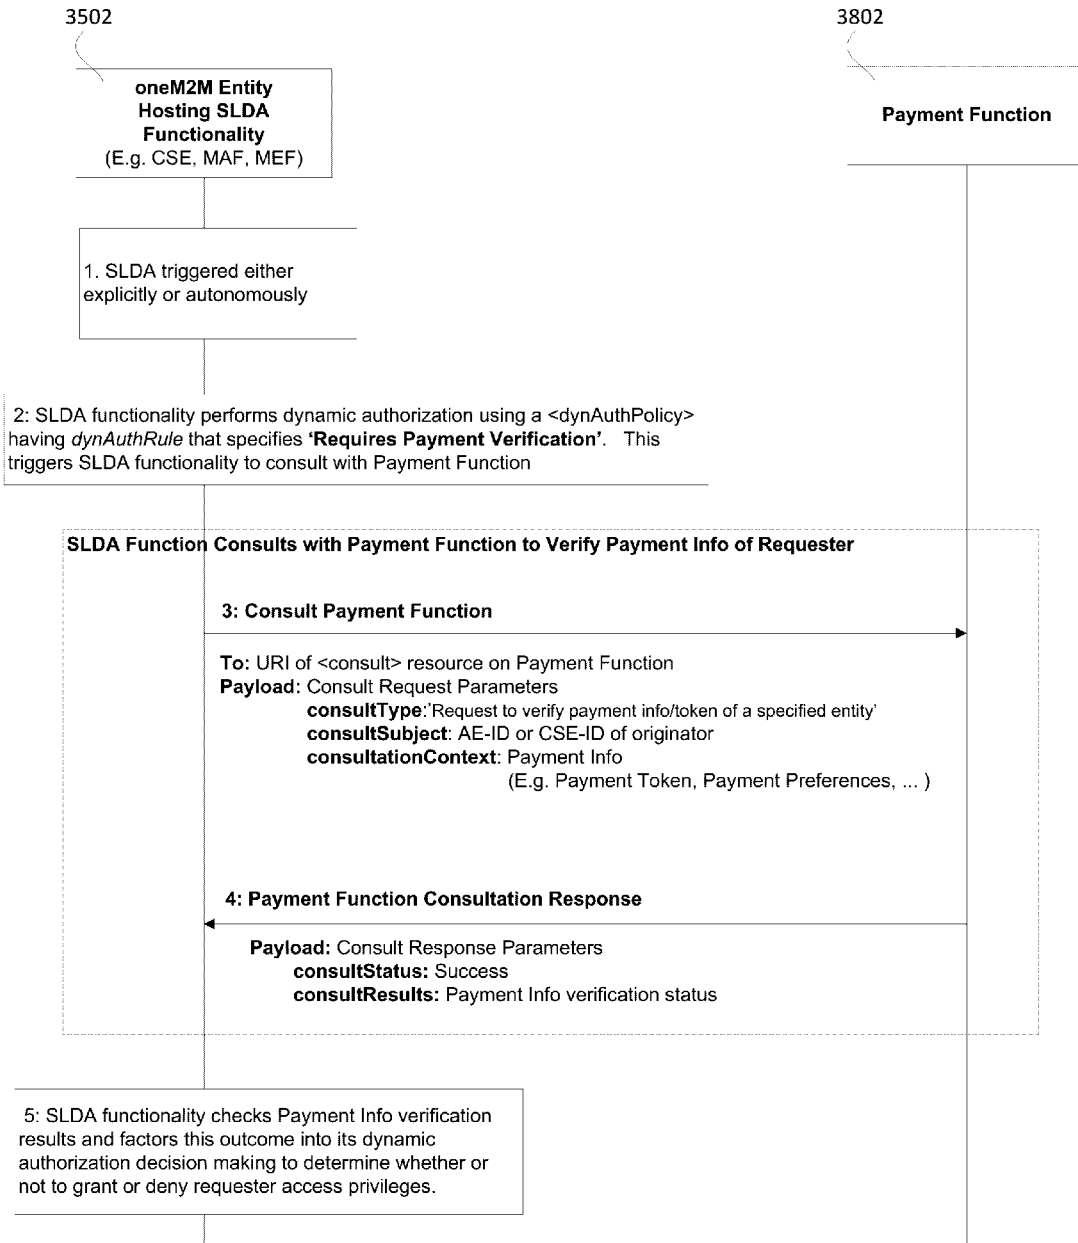 3502
3802
oneM2M Entity
Hosting SLDA
Functionality
(E.g. CSE, MAF, MEF)
Payment Function
1. SLDA triggered either
explicitly or autonomously
2: SLDA functionality performs dynamic authorization using a <dynAuthPolicy>
having dynAuthRule that specifies ‘Requires Payment Verification’. This
triggers SLDA functionality to consult with Payment Function
SLDA Function Consults with Payment Function to Verify Payment Info of Requester
3: Consult Payment Function
To: URI of <consult> resource on Payment Function
Payload: Consult Request Parameters
consultType:'Request to verify payment info/token of a specified entity'
consultSubject: AE-ID or CSE-ID of originator
consultationContext: Payment Info
(E.g. Payment Token, Payment Preferences, ... )
4: Payment Function Consultation Response
Payload: Consult Response Parameters
consultStatus: Success
consultResults: Payment Info verification status
5: SLDA functionality checks Payment Info verification
results and factors this outcome into its dynamic
authorization decision making to determine whether or
not to grant or deny requester access privileges.